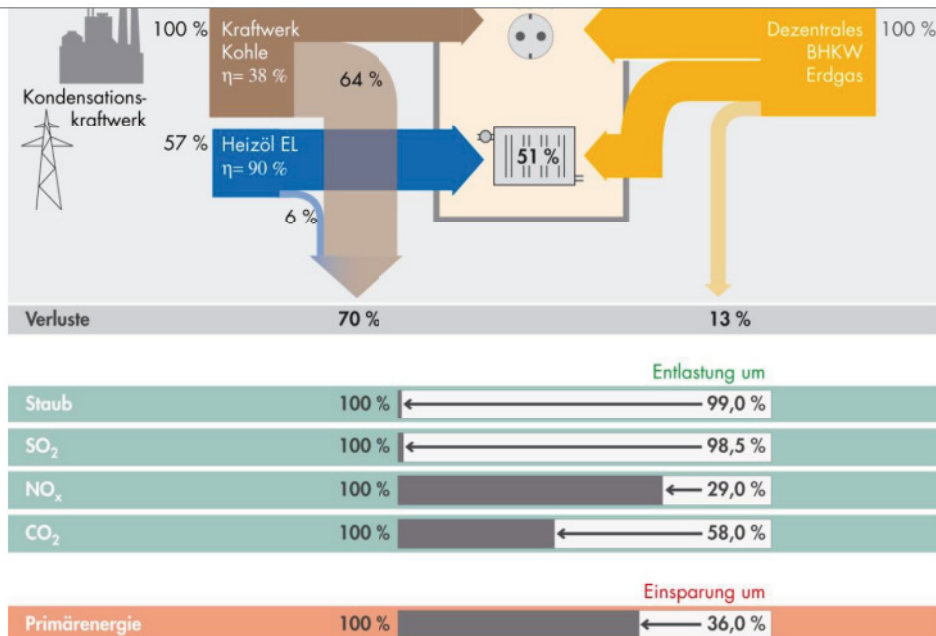 100 %
Kraftwerk
Kohle
η= 38 %
64 %
Dezentrales
BHKW
Erdgas
100 %
Kondensations-
kraftwerk
57 %
Heizöl EL
η= 90 %
51 %
6 %
Verluste 70 % 13 %
Entlastung um
Staub 100 % 99,0 %
SO₂ 100 % 98,5 %
NOₓ 100 % 29,0 %
CO₂ 100 % 58,0 %
Einsparung um
Primärenergie 100 % 36,0 %